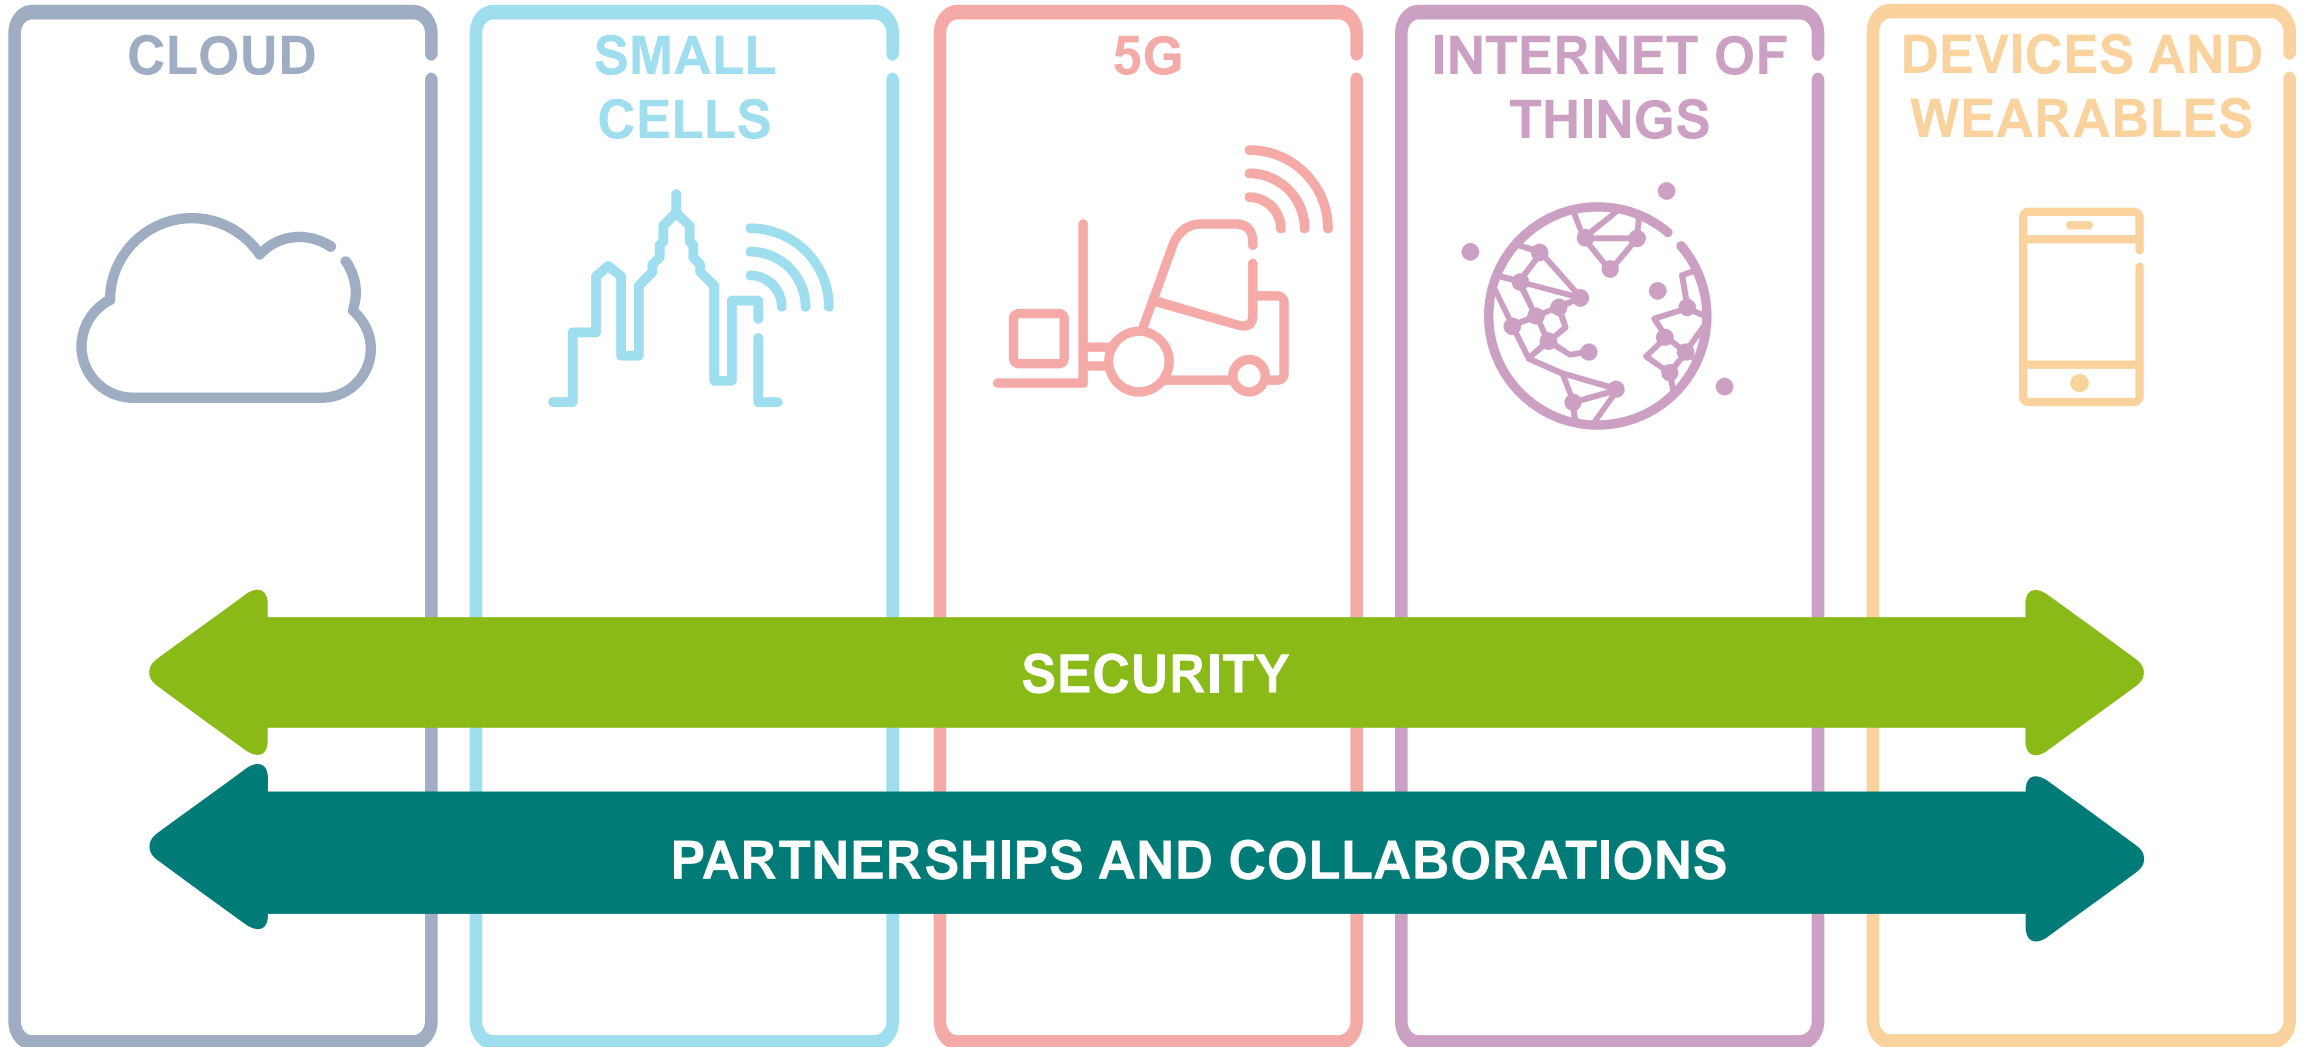 CLOUD
SMALL
CELLS
5G
INTERNET OF
THINGS
DEVICES AND
WEARABLES
SECURITY
PARTNERSHIPS AND COLLABORATIONS